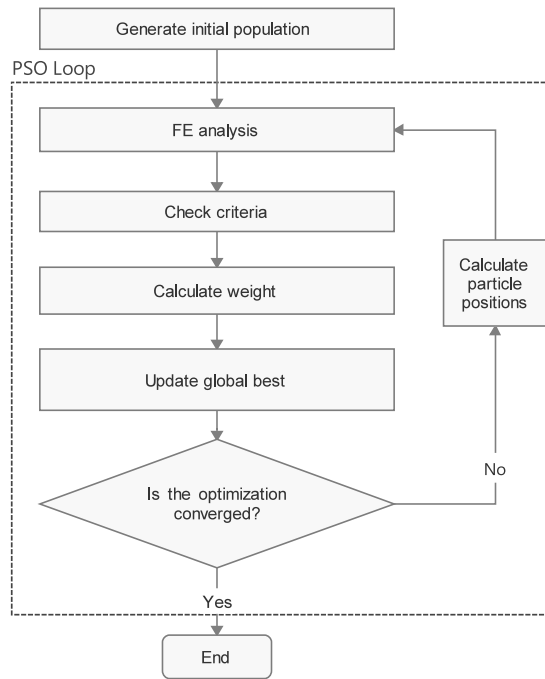 Generate initial population
PSO Loop
FE analysis
Check criteria
Calculate
particle
positions
Calculate weight
Update global best
No
Is the optimization
converged?
Yes
End